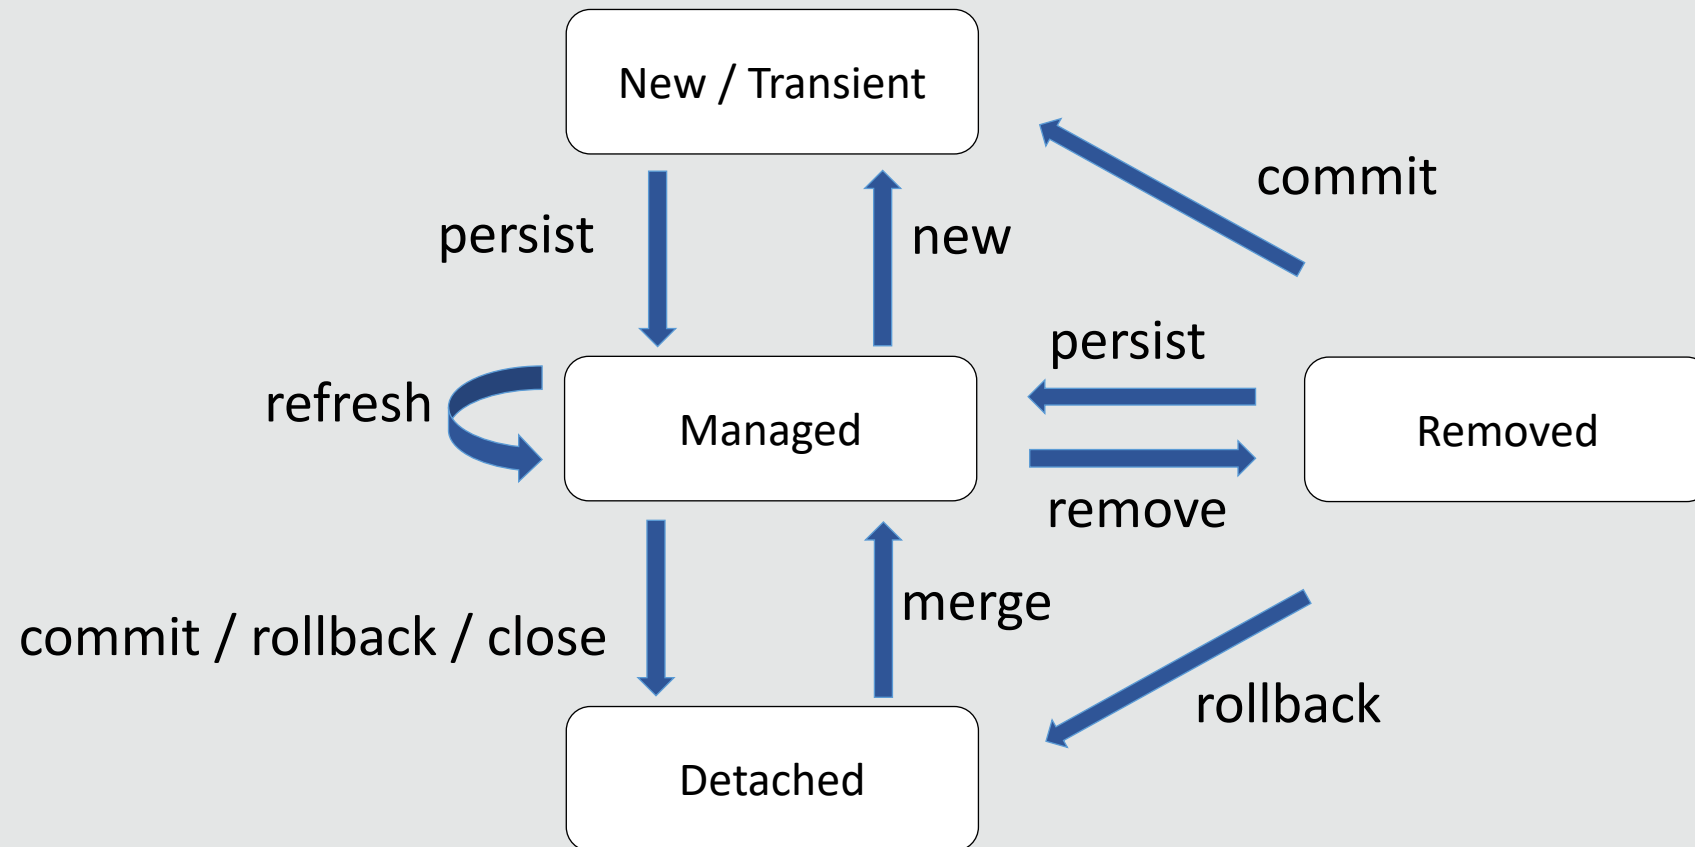 New / Transient
commit
persist
new
persist
refresh
Managed
Removed
remove
merge
commit / rollback / close
rollback
Detached